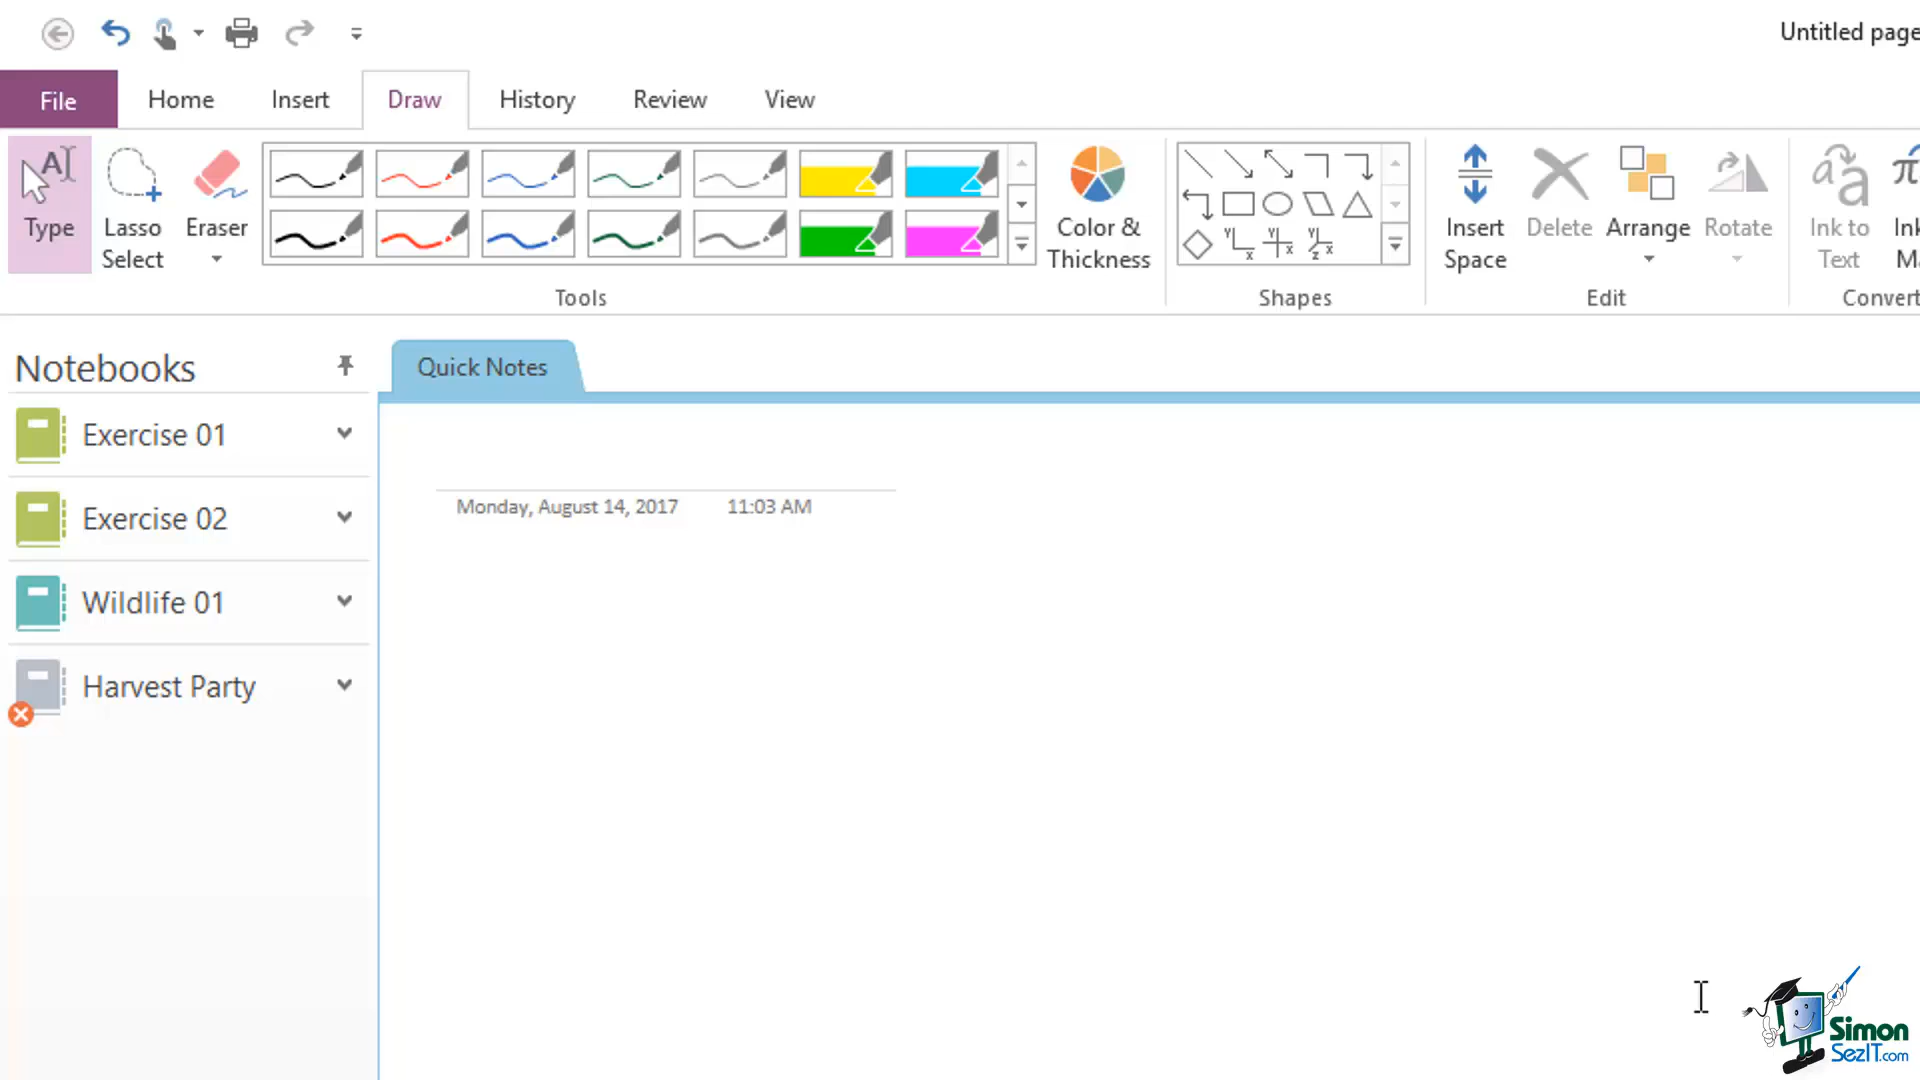 Untitled page
File Home Insert Draw History Review View
Type
Lasso Select
Eraser
Color & Thickness
Insert Space
Delete
Arrange
Rotate
Ink to Text
Tools Shapes Edit Convert
Notebooks
Quick Notes
Exercise 01
Exercise 02
Wildlife 01
Harvest Party
Monday, August 14, 2017 11:03 AM
Simon
SezIT.com